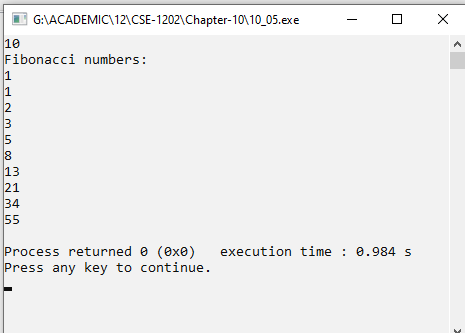 G:\ACADEMIC\12\CSE-1202\Chapter-10\10_05.exe
10
Fibonacci numbers:
1
1
2
3
5
8
13
21
34
55
Process returned 0 (0x0)   execution time : 0.984 s
Press any key to continue.